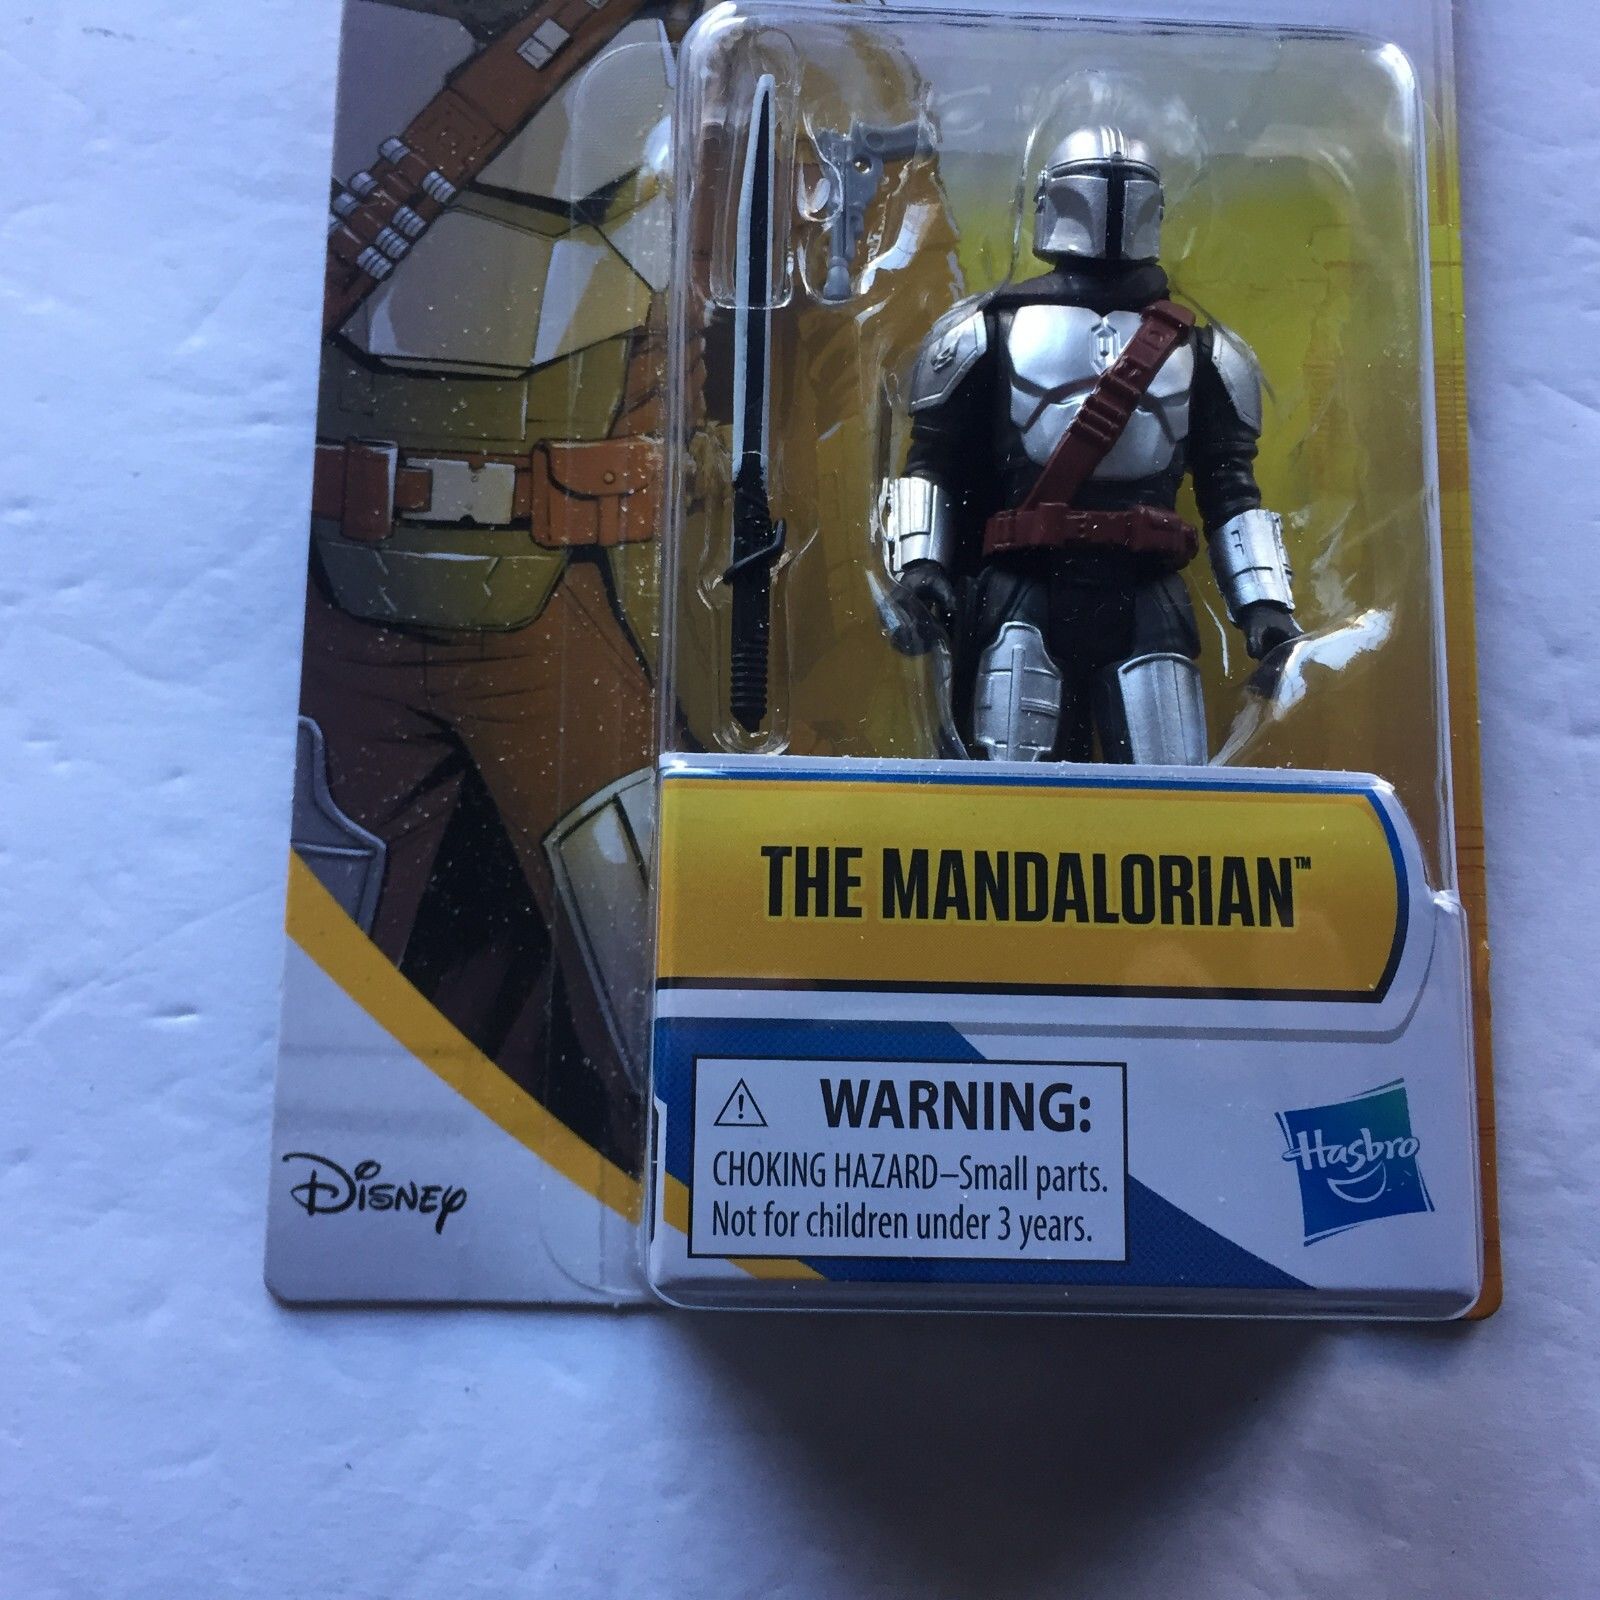 THE MANDALORIAN™
⚠ WARNING:
CHOKING HAZARD–Small parts.
Not for children under 3 years.
Disney
Hasbro